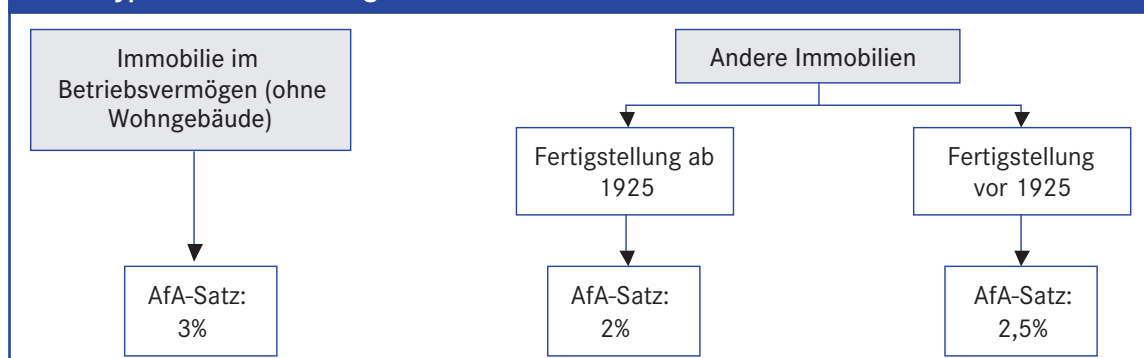 Immobilie im
Betriebsvermögen (ohne
Wohngebäude)
Andere Immobilien
Fertigstellung ab
1925
Fertigstellung
vor 1925
AfA-Satz:
3%
AfA-Satz:
2%
AfA-Satz:
2,5%